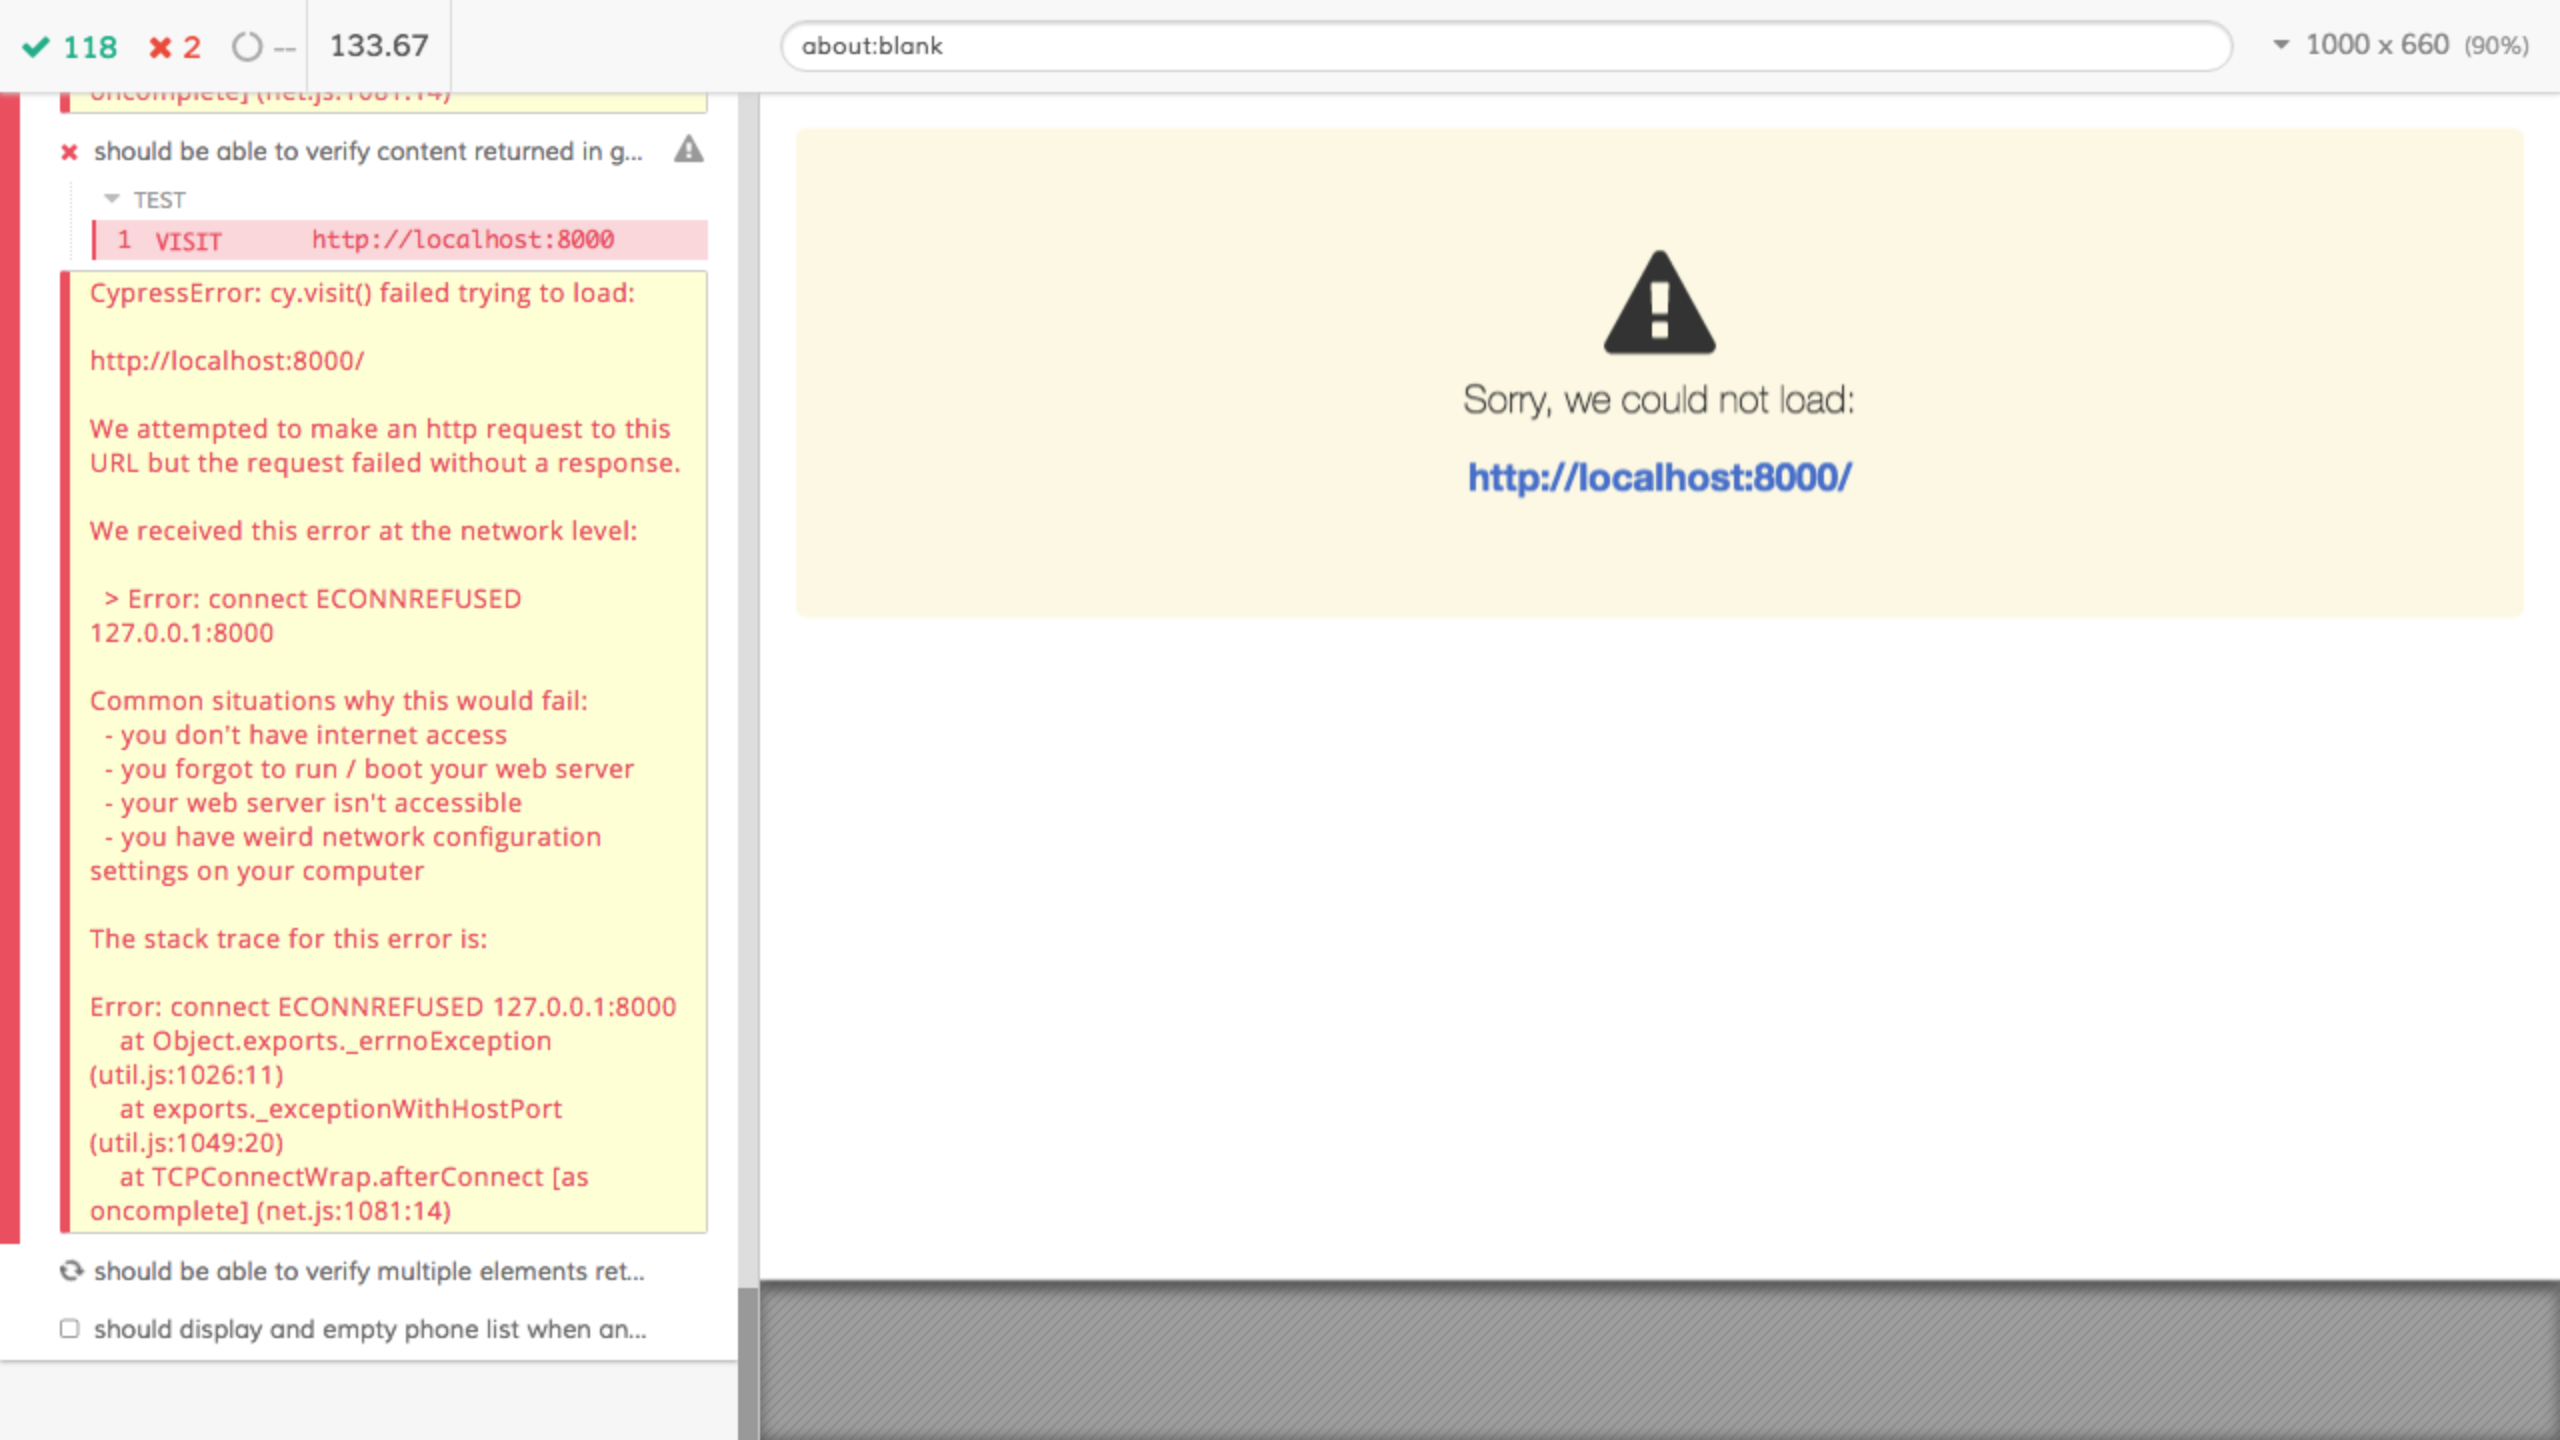 118 2 -- 133.67
about:blank
1000 x 660 (90%)
oncomplete] (net.js:1081:14)
should be able to verify content returned in g...
TEST
1 VISIT http://localhost:8000
CypressError: cy.visit() failed trying to load:
http://localhost:8000/
We attempted to make an http request to this
URL but the request failed without a response.
We received this error at the network level:
> Error: connect ECONNREFUSED
127.0.0.1:8000
Common situations why this would fail:
- you don't have internet access
- you forgot to run / boot your web server
- your web server isn't accessible
- you have weird network configuration
settings on your computer
The stack trace for this error is:
Error: connect ECONNREFUSED 127.0.0.1:8000
at Object.exports._errnoException
(util.js:1026:11)
at exports._exceptionWithHostPort
(util.js:1049:20)
at TCPConnectWrap.afterConnect [as
oncomplete] (net.js:1081:14)
should be able to verify multiple elements ret...
should display and empty phone list when an...
Sorry, we could not load:
http://localhost:8000/